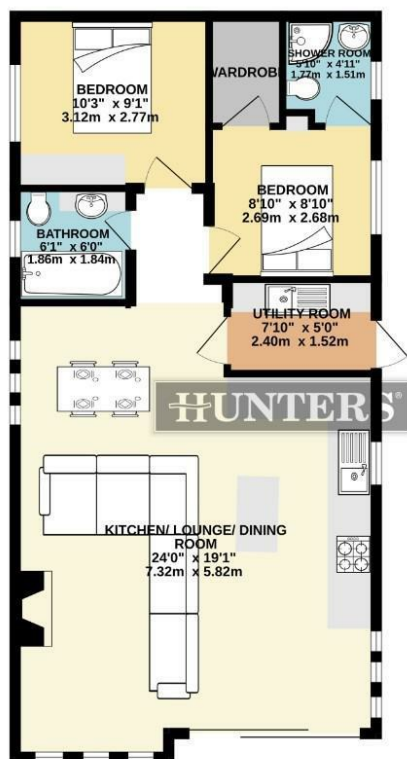 BEDROOM
10'3" x 9'1"
3.12m x 2.77m
WARDROBE
SHOWER ROOM
5'10" x 4'11"
1.77m x 1.51m
BEDROOM
8'10" x 8'10"
2.69m x 2.68m
BATHROOM
6'1" x 6'0"
1.86m x 1.84m
UTILITY ROOM
7'10" x 5'0"
2.40m x 1.52m
HUNTERS®
KITCHEN/ LOUNGE/ DINING
ROOM
24'0" x 19'1"
7.32m x 5.82m